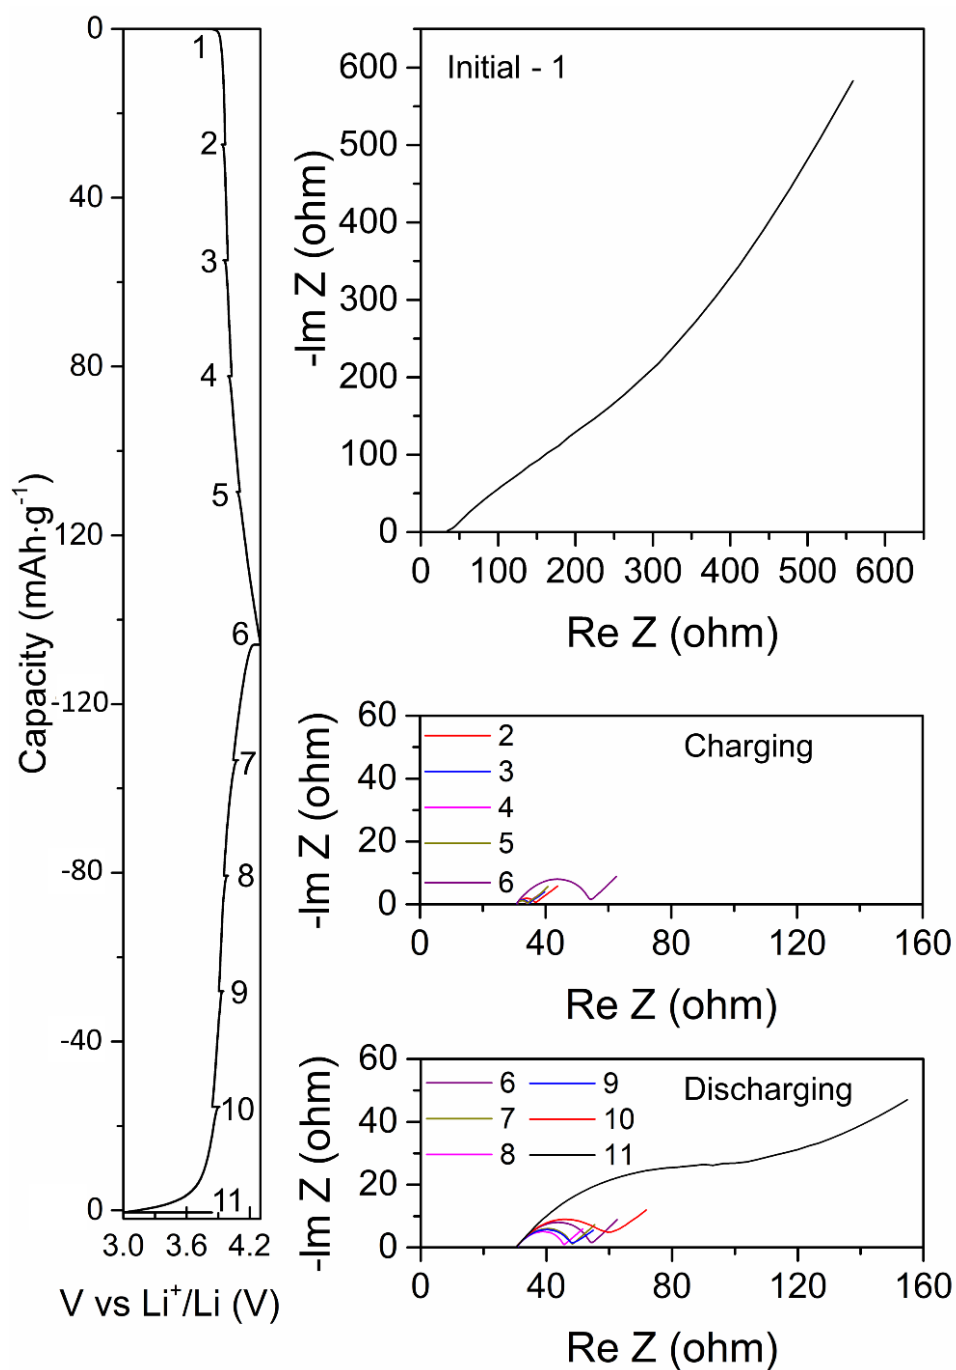 0
40
80
120
-120
-80
-40
0
Capacity (mAh·g⁻¹)
1
2
3
4
5
6
7
8
9
10
11
3.0 3.6 4.2
V vs Li⁺/Li (V)
Initial - 1
600
500
400
300
200
100
0
-Im Z (ohm)
0 100 200 300 400 500 600
Re Z (ohm)
Charging
2
3
4
5
6
60
40
20
0
-Im Z (ohm)
0 40 80 120 160
Re Z (ohm)
Discharging
6 9
7 10
8 11
60
40
20
0
-Im Z (ohm)
0 40 80 120 160
Re Z (ohm)